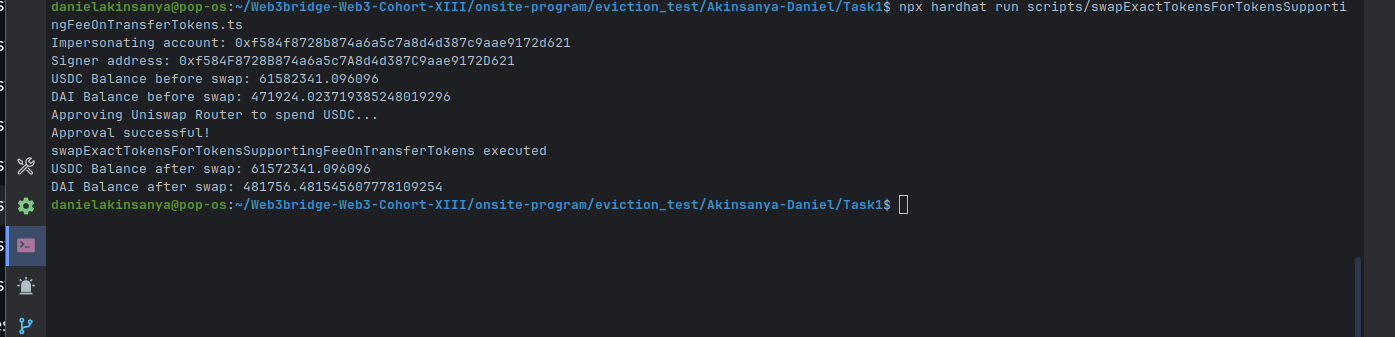 danielakinsanya@pop-os:~/Web3bridge-Web3-Cohort-XIII/onsite-program/eviction_test/Akinsanya-Daniel/Task1$ npx hardhat run scripts/swapExactTokensForTokensSupporti
ngFeeOnTransferTokens.ts
Impersonating account: 0xf584f8728b874a6a5c7a8d4d387c9aae9172d621
Signer address: 0xf584F8728B874a6a5c7A8d4d387C9aae9172D621
USDC Balance before swap: 61582341.096096
DAI Balance before swap: 471924.023719385248019296
Approving Uniswap Router to spend USDC...
Approval successful!
swapExactTokensForTokensSupportingFeeOnTransferTokens executed
USDC Balance after swap: 61572341.096096
DAI Balance after swap: 481756.481545607778109254
danielakinsanya@pop-os:~/Web3bridge-Web3-Cohort-XIII/onsite-program/eviction_test/Akinsanya-Daniel/Task1$